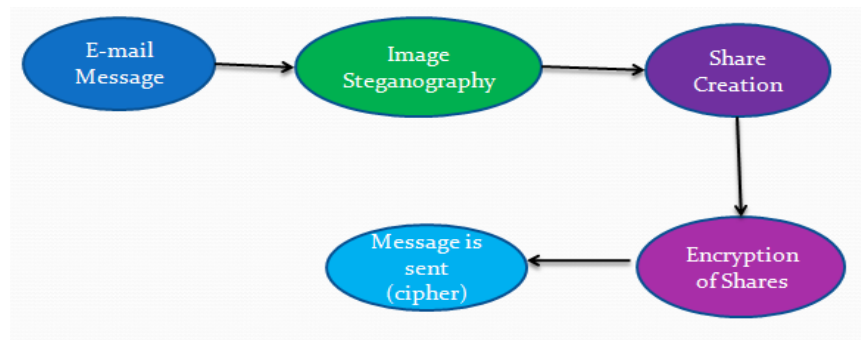 E-mail
Message
Image
Steganography
Share
Creation
Encryption
of Shares
Message is
sent
(cipher)